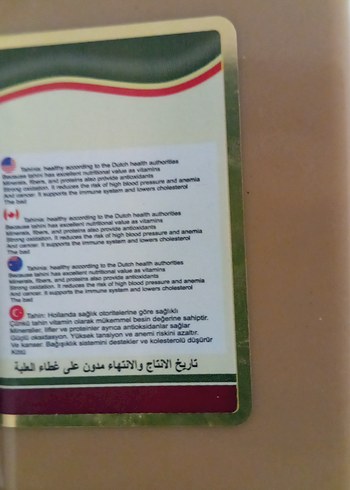 Tahinia, healthy according to the Dutch health authorities
Because tahini has excellent nutritional value as vitamins
Minerals, fibers, and proteins also provide antioxidants
Strong oxidation. It reduces the risk of high blood pressure and anemia
And cancer. It supports the immune system and lowers cholesterol
The bad
Tahinia, healthy according to the Dutch health authorities
Because tahini has excellent nutritional value as vitamins
Minerals, fibers, and proteins also provide antioxidants
Strong oxidation. It reduces the risk of high blood pressure and anemia
And cancer. It supports the immune system and lowers cholesterol
The bad
Tahinia, healthy according to the Dutch health authorities
Because tahini has excellent nutritional value as vitamins
Minerals, fibers, and proteins also provide antioxidants
Strong oxidation. It reduces the risk of high blood pressure and anemia
And cancer. It supports the immune system and lowers cholesterol
The bad
Tahin: Hollanda sağlık otoritelerine göre sağlıklı
Çünkü tahin vitamin olarak mükemmel besin değerine sahiptir.
Mineraller, lifler ve proteinler ayrıca antioksidanlar sağlar
Güçlü oksidasyon. Yüksek tansiyon ve anemi riskini azaltır.
Ve kanser. Bağışıklık sistemini destekler ve kolesterolü düşürür
Kötü
تاريخ الانتاج والانتهاء مدون على غطاء العلبة